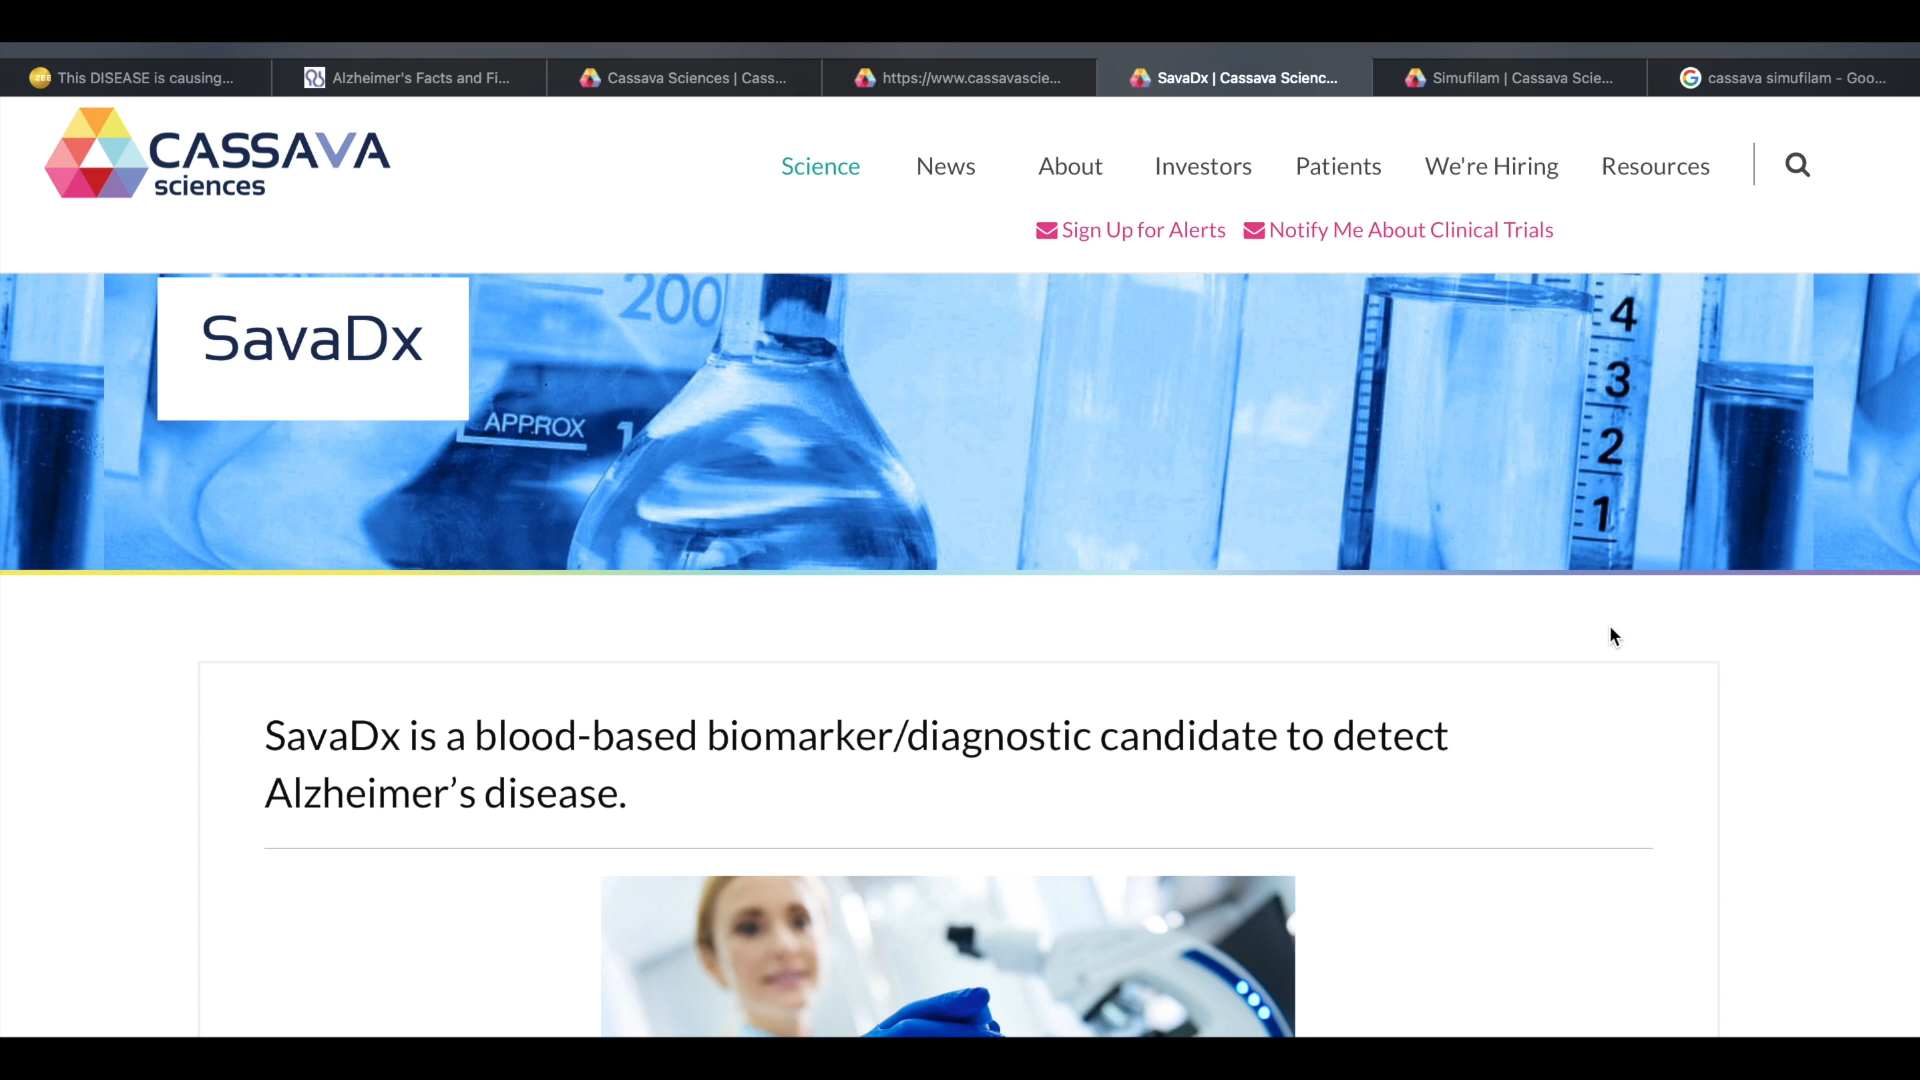 This DISEASE is causing...
Alzheimer's Facts and Fi...
Cassava Sciences | Cass...
https://www.cassavascie...
SavaDx | Cassava Scienc...
Simufilam | Cassava Scie...
cassava simufilam - Goo...
CASSAVA
sciences
Science
News
About
Investors
Patients
We're Hiring
Resources
Sign Up for Alerts
Notify Me About Clinical Trials
SavaDx
200
APPROX 1
4
3
2
1
SavaDx is a blood-based biomarker/diagnostic candidate to detect
Alzheimer’s disease.